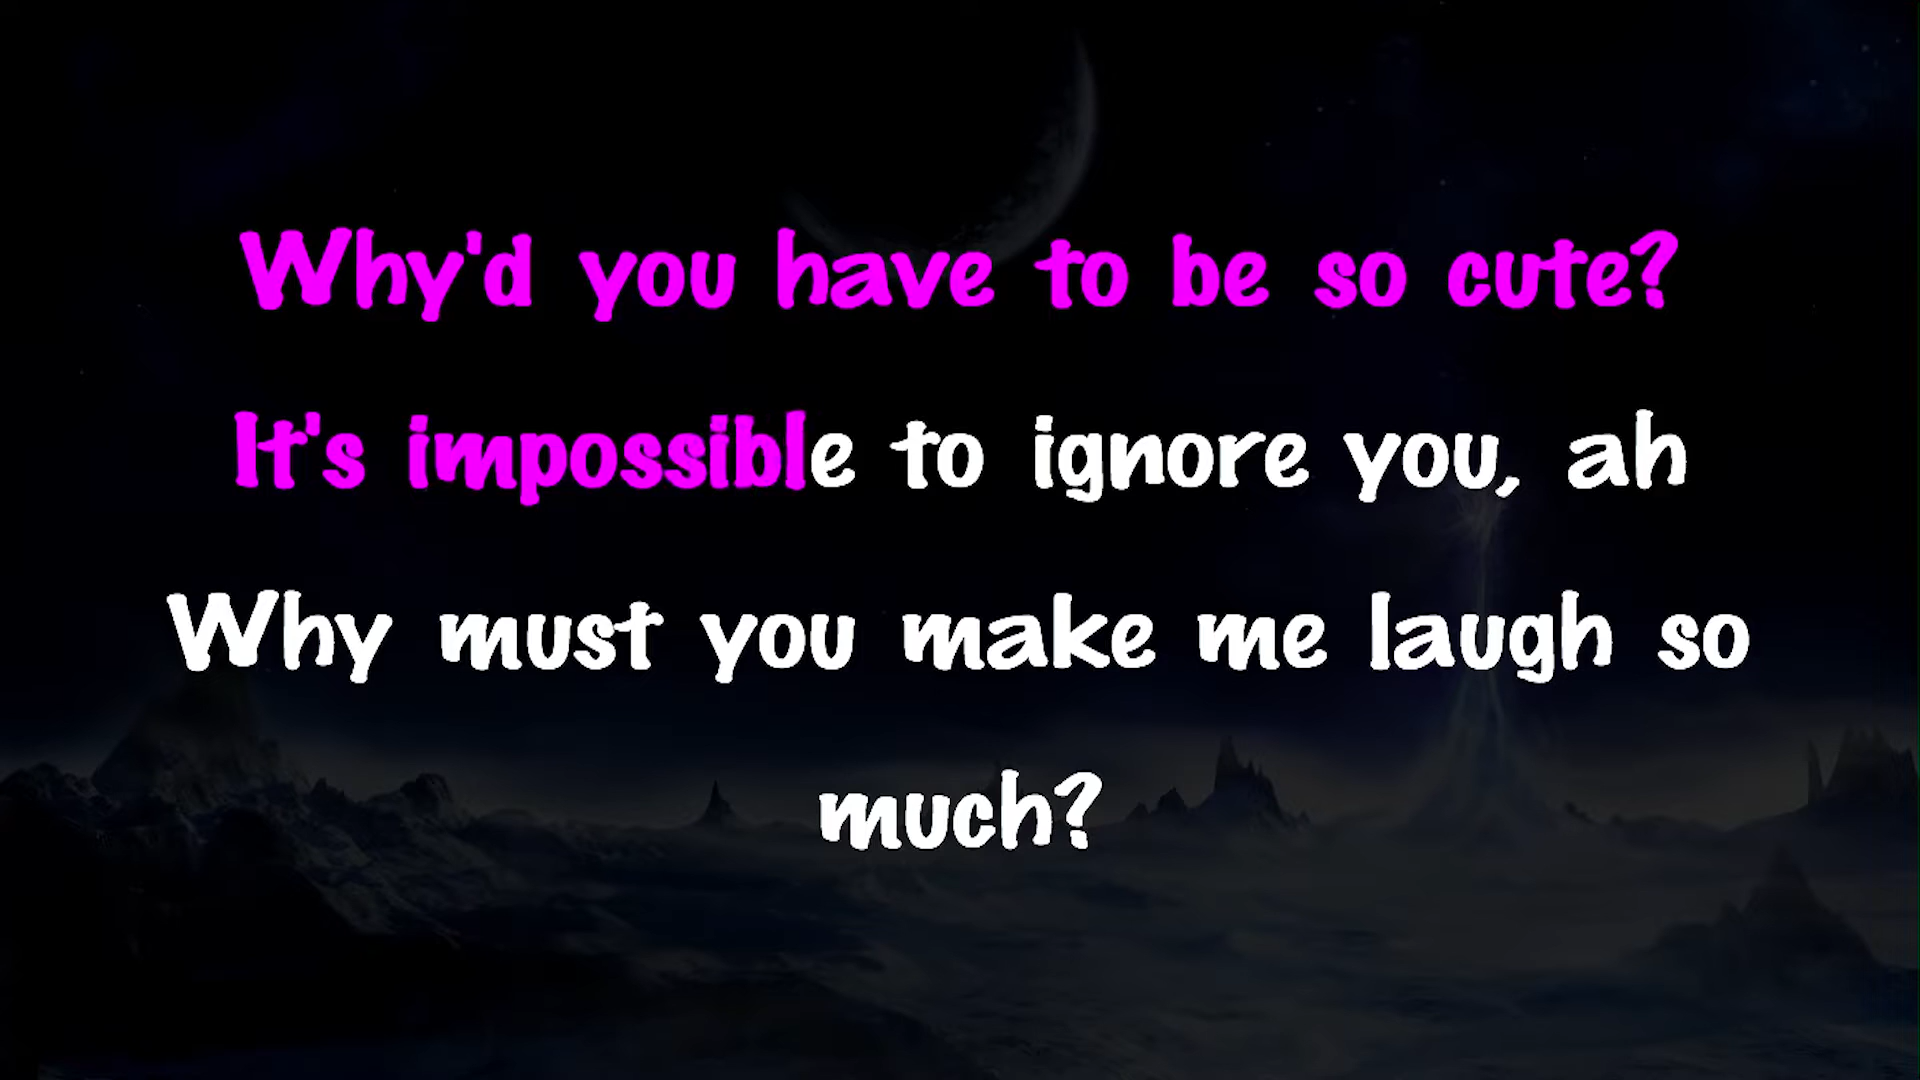 Why'd you have to be so cute?
It's impossible to ignore you, ah
Why must you make me laugh so
much?